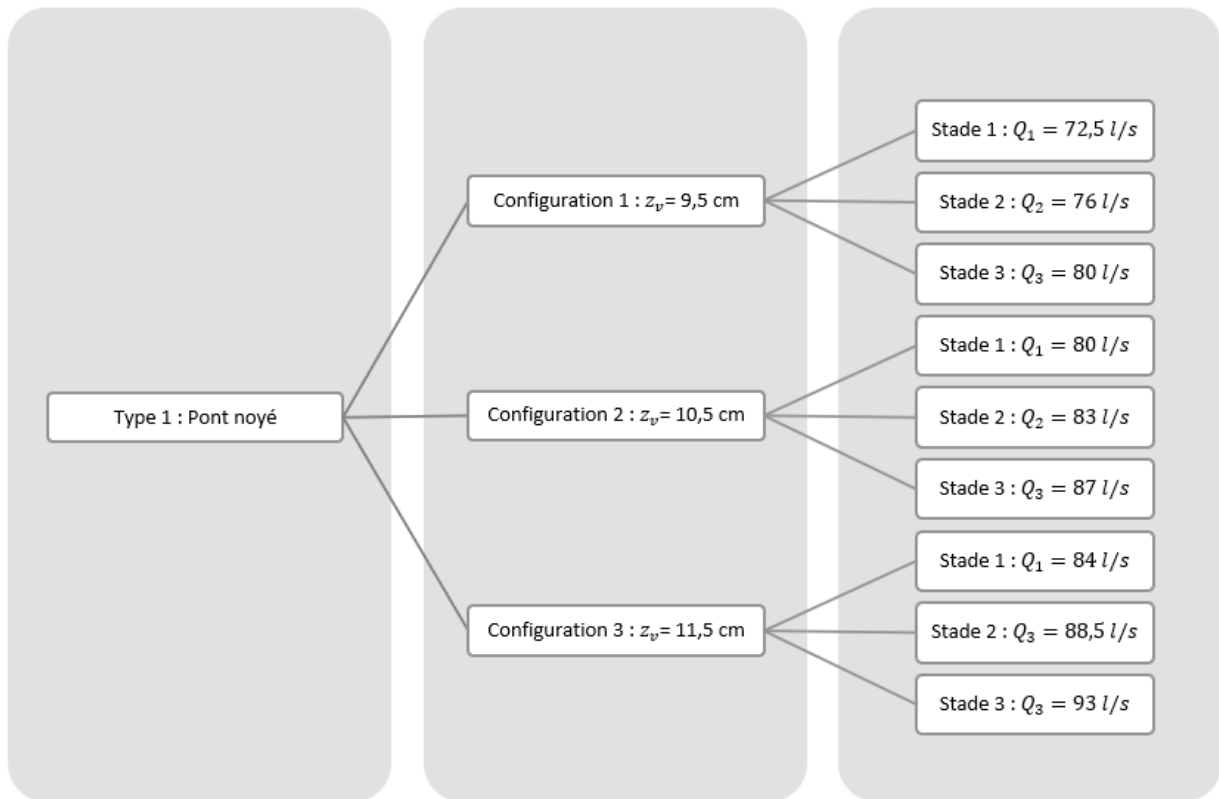 Type 1 : Pont noyé
Configuration 1 : z_v= 9,5 cm
Stade 1 : Q_1 = 72,5 l/s
Stade 2 : Q_2 = 76 l/s
Stade 3 : Q_3 = 80 l/s
Configuration 2 : z_v= 10,5 cm
Stade 1 : Q_1 = 80 l/s
Stade 2 : Q_2 = 83 l/s
Stade 3 : Q_3 = 87 l/s
Configuration 3 : z_v= 11,5 cm
Stade 1 : Q_1 = 84 l/s
Stade 2 : Q_3 = 88,5 l/s
Stade 3 : Q_3 = 93 l/s